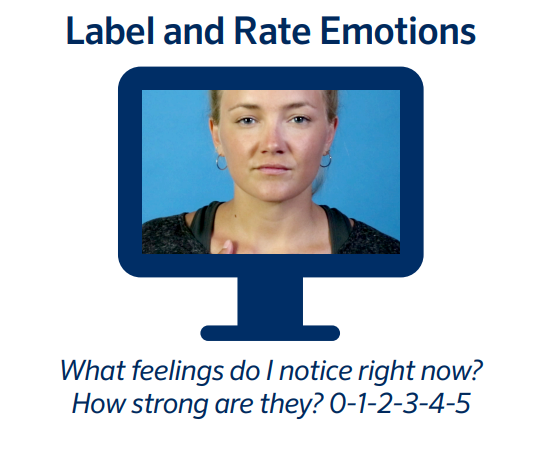 Label and Rate Emotions
What feelings do I notice right now?
How strong are they? 0-1-2-3-4-5